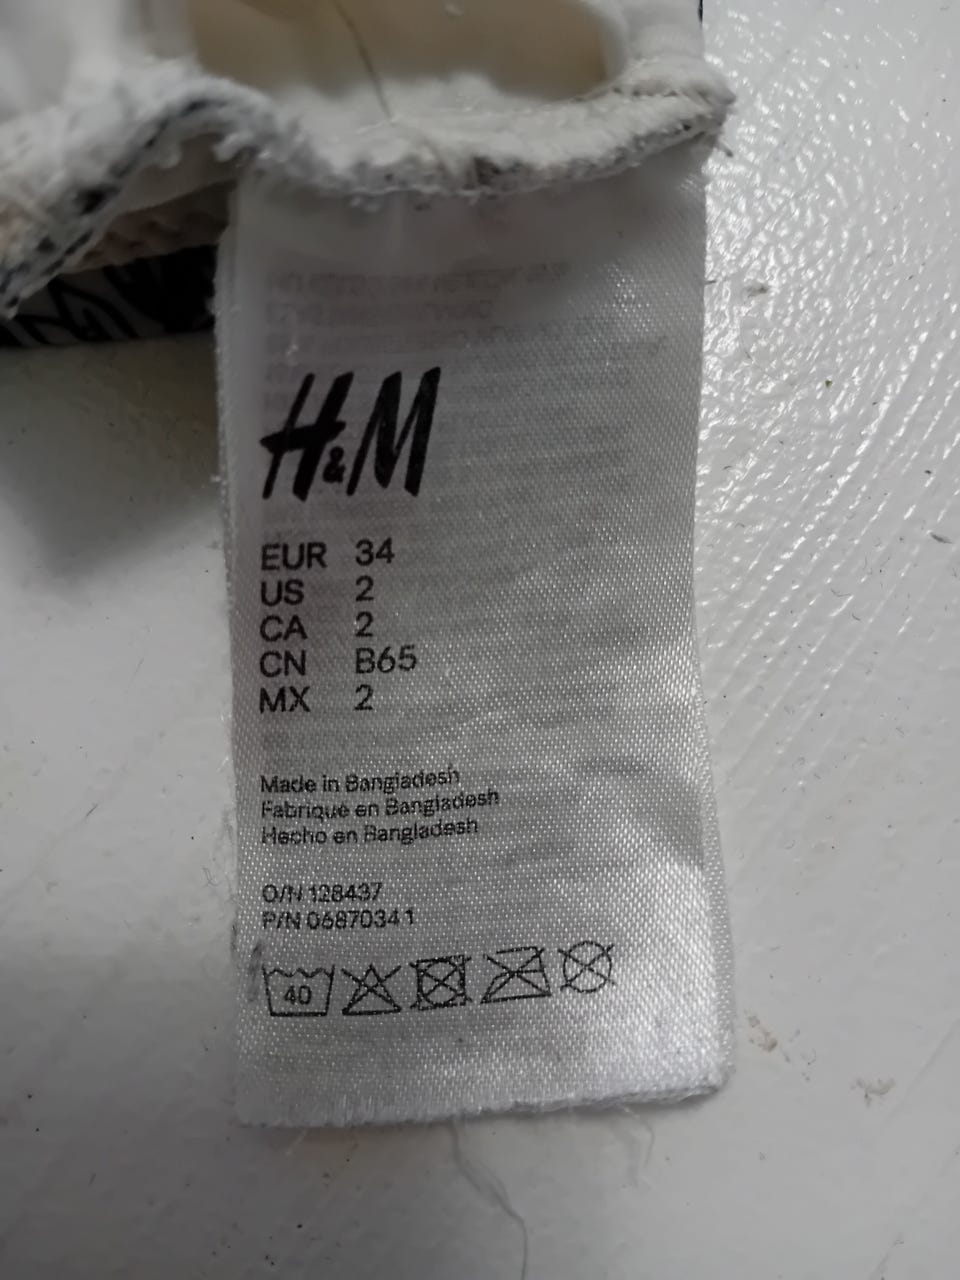 H&M
EUR 34
US 2
CA 2
CN B65
MX 2
Made in Bangladesh
Fabriqué en Bangladesh
Hecho en Bangladesh
O/N 128437
P/N 06870341
40